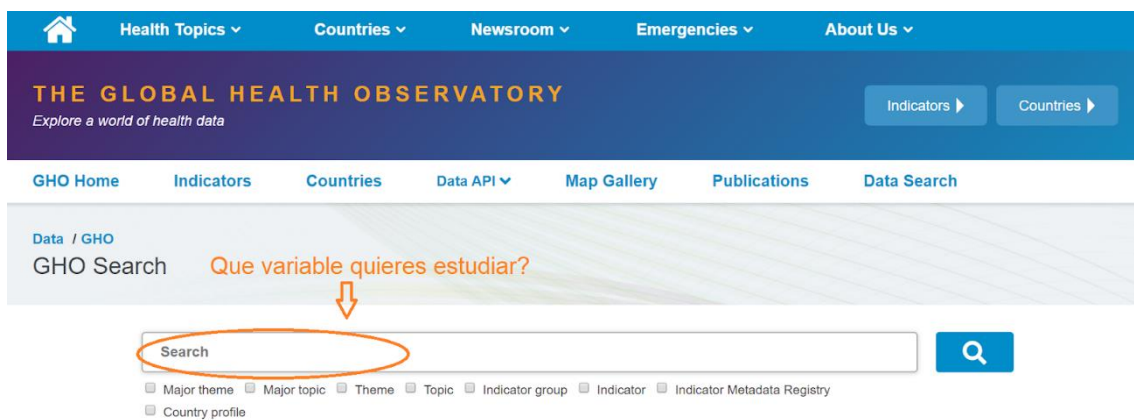 Health Topics Countries Newsroom Emergencies About Us
THE GLOBAL HEALTH OBSERVATORY
Explore a world of health data
Indicators Countries
GHO Home Indicators Countries Data API Map Gallery Publications Data Search
Data / GHO
GHO Search Que variable quieres estudiar?
Search
Major theme Major topic Theme Topic Indicator group Indicator Indicator Metadata Registry
Country profile